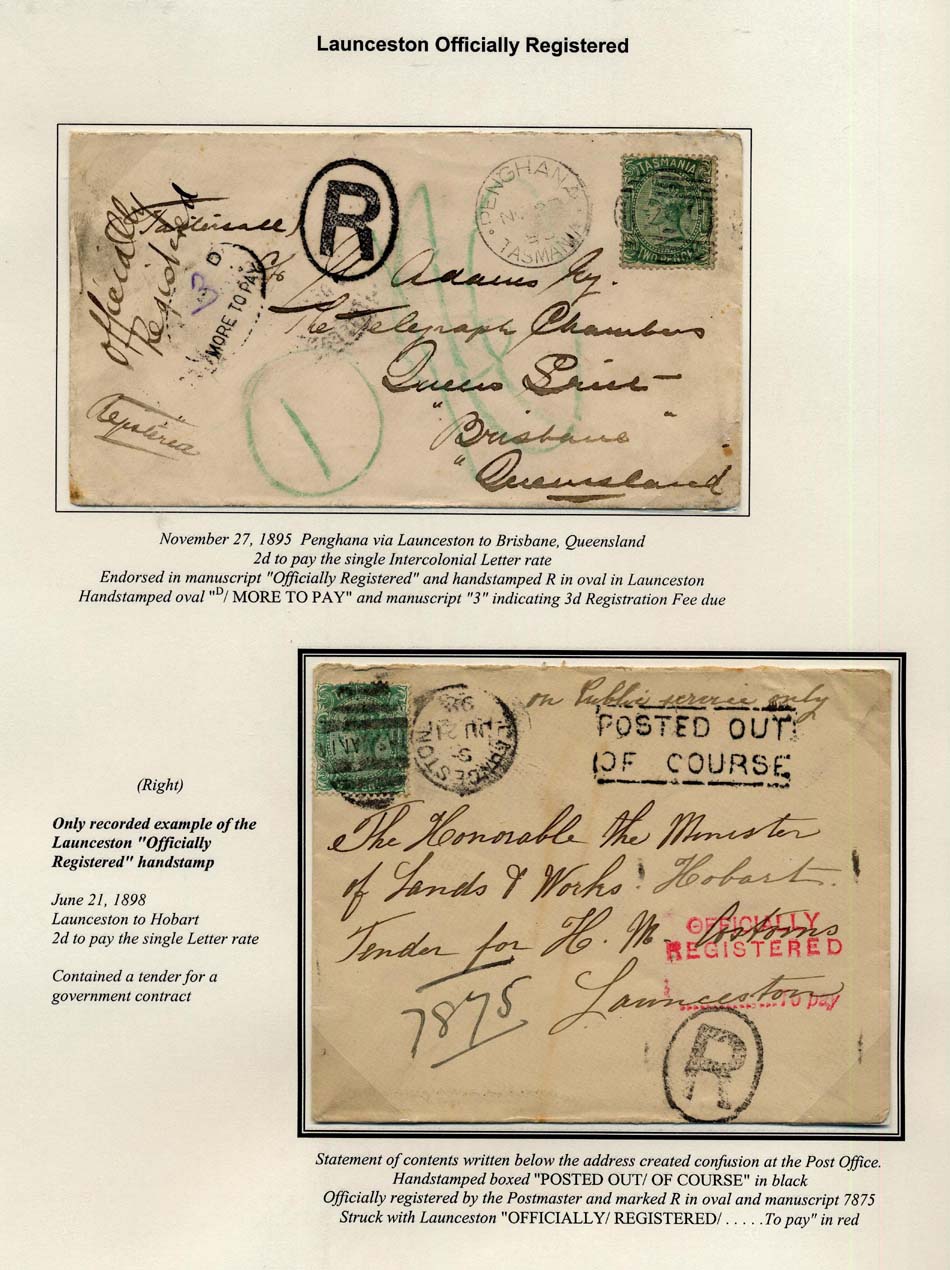 Launceston Officially Registered
Officially
Registered
(Tattersall)
R
PENGHANA
TASMANIA
TASMANIA
TWO PENCE
D
3
MORE TO PAY
c/o Adams Esq.
The Telegraph Chambers
Queens Street
"Brisbane"
"Queensland
Registered
1
November 27, 1895 Penghana via Launceston to Brisbane, Queensland
2d to pay the single Intercolonial Letter rate
Endorsed in manuscript "Officially Registered" and handstamped R in oval in Launceston
Handstamped oval "D/ MORE TO PAY" and manuscript "3" indicating 3d Registration Fee due
on Public service only
LAUNCESTON
JU 21
98
POSTED OUT
OF COURSE
The Honorable the Minister
of Lands & Works. Hobart.
Tender for H. M. Customs
Launceston
OFFICIALLY
REGISTERED
..............To pay
7875
R
(Right)
Only recorded example of the
Launceston "Officially
Registered" handstamp
June 21, 1898
Launceston to Hobart
2d to pay the single Letter rate
Contained a tender for a
government contract
Statement of contents written below the address created confusion at the Post Office.
Handstamped boxed "POSTED OUT/ OF COURSE" in black
Officially registered by the Postmaster and marked R in oval and manuscript 7875
Struck with Launceston "OFFICIALLY/ REGISTERED/ . . . . .To pay" in red